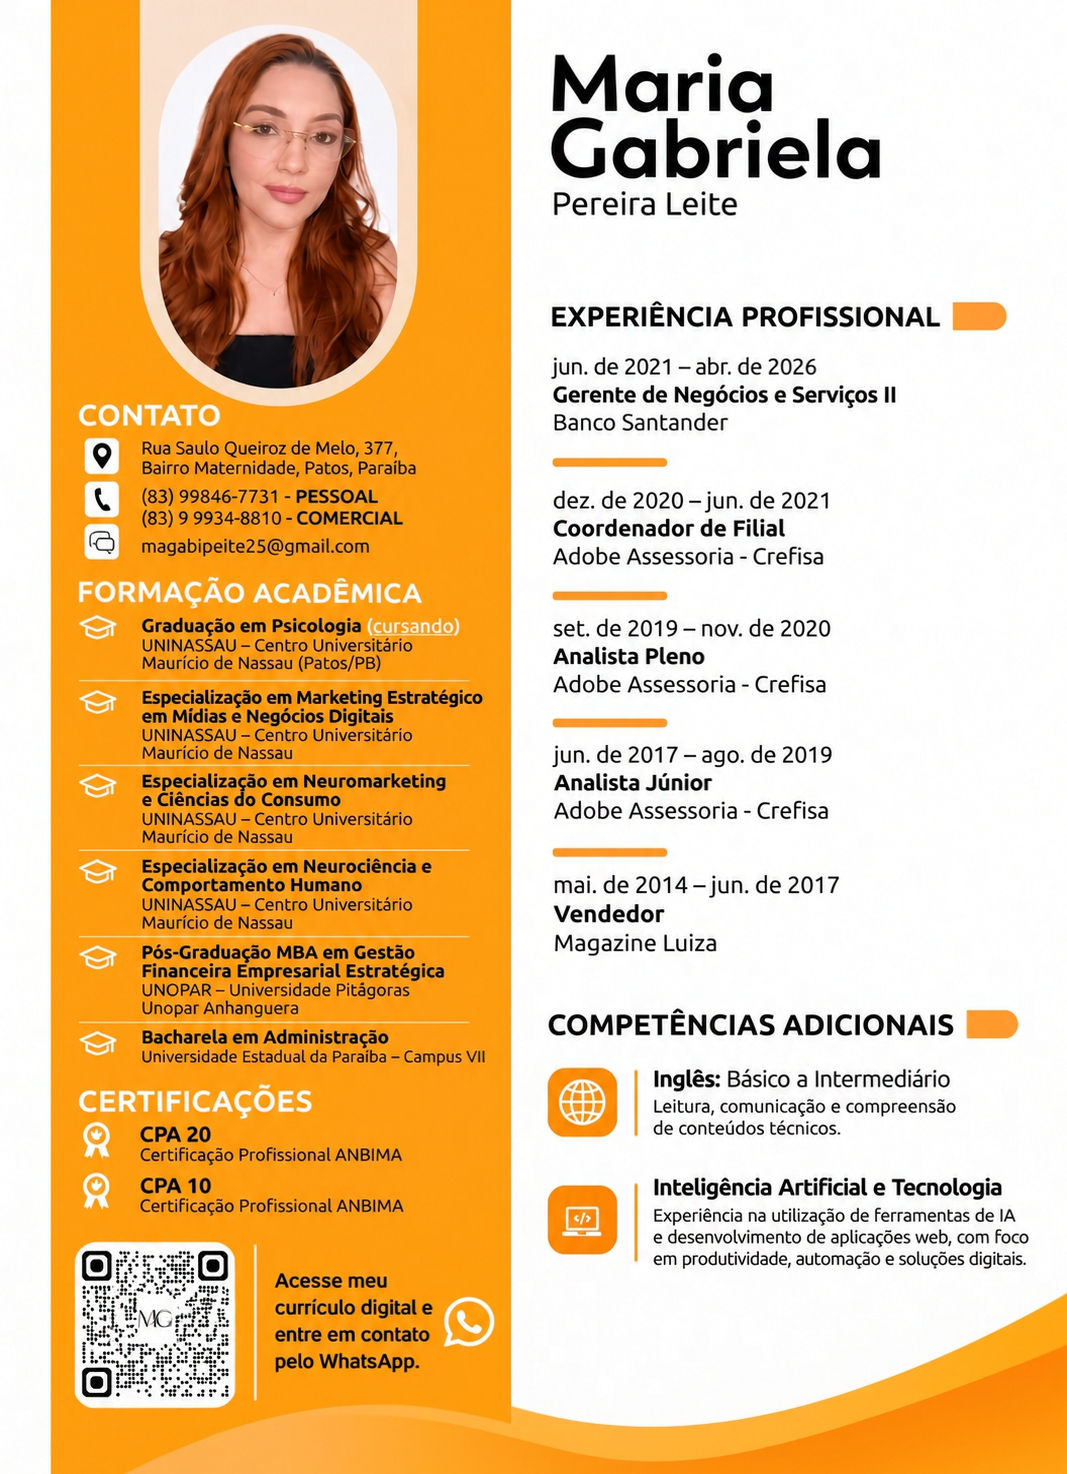 Maria
Gabriela
Pereira Leite
CONTATO
Rua Saulo Queiroz de Melo, 377,
Bairro Maternidade, Patos, Paraíba
(83) 99846-7731 - PESSOAL
(83) 9 9934-8810 - COMERCIAL
magabipeite25@gmail.com
FORMAÇÃO ACADÊMICA
Graduação em Psicologia (cursando)
UNINASSAU – Centro Universitário
Maurício de Nassau (Patos/PB)
Especialização em Marketing Estratégico
em Mídias e Negócios Digitais
UNINASSAU – Centro Universitário
Maurício de Nassau
Especialização em Neuromarketing
e Ciências do Consumo
UNINASSAU – Centro Universitário
Maurício de Nassau
Especialização em Neurociência e
Comportamento Humano
UNINASSAU – Centro Universitário
Maurício de Nassau
Pós-Graduação MBA em Gestão
Financeira Empresarial Estratégica
UNOPAR – Universidade Pitágoras
Unopar Anhanguera
Bacharela em Administração
Universidade Estadual da Paraíba – Campus VII
CERTIFICAÇÕES
CPA 20
Certificação Profissional ANBIMA
CPA 10
Certificação Profissional ANBIMA
MG
Acesse meu
currículo digital e
entre em contato
pelo WhatsApp.
EXPERIÊNCIA PROFISSIONAL
jun. de 2021 – abr. de 2026
Gerente de Negócios e Serviços II
Banco Santander
dez. de 2020 – jun. de 2021
Coordenador de Filial
Adobe Assessoria - Crefisa
set. de 2019 – nov. de 2020
Analista Pleno
Adobe Assessoria - Crefisa
jun. de 2017 – ago. de 2019
Analista Júnior
Adobe Assessoria - Crefisa
mai. de 2014 – jun. de 2017
Vendedor
Magazine Luiza
COMPETÊNCIAS ADICIONAIS
Inglês: Básico a Intermediário
Leitura, comunicação e compreensão
de conteúdos técnicos.
</>
Inteligência Artificial e Tecnologia
Experiência na utilização de ferramentas de IA
e desenvolvimento de aplicações web, com foco
em produtividade, automação e soluções digitais.